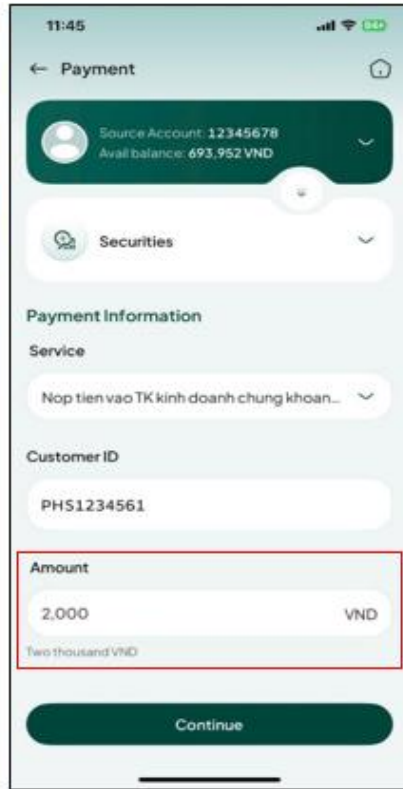 11:45
← Payment
Source Account: 12345678
Avail balance: 693,952 VND
Securities
Payment Information
Service
Nop tien vao TK kinh doanh chung khoan...
Customer ID
PHS1234561
Amount
2,000 VND
Two thousand VND
Continue